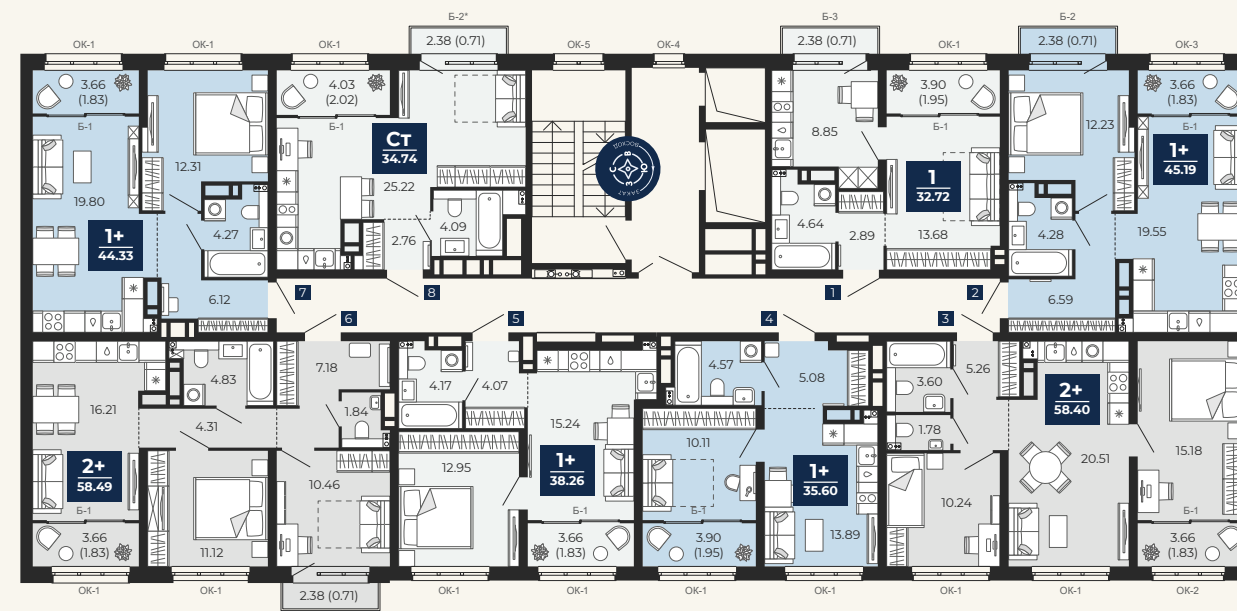 Б-2*
Б-3
Б-2
ОК-1
ОК-1
ОК-1
2.38 (0.71)
ОК-5
ОК-4
2.38 (0.71)
ОК-1
2.38 (0.71)
ОК-3
3.66
(1.83)
4.03
(2.02)
3.90
(1.95)
3.66
(1.83)
Б-1
Б-1
Б-1
Б-1
12.31
Ст
34.74
25.22
8.85
12.23
1+
45.19
19.80
1
32.72
В
С
Ю
З
ВОСХОД
ЗАКАТ
1+
44.33
4.27
4.09
2.76
4.64
2.89
13.68
4.28
19.55
6.12
6.59
7
8
1
2
6
5
4
3
16.21
4.83
7.18
4.17
4.07
4.57
5.08
3.60
5.26
2+
58.40
4.31
1.84
15.24
10.11
1.78
15.18
2+
58.49
10.46
12.95
1+
38.26
1+
35.60
20.51
10.24
Б-1
Б-1
Б-1
Б-1
3.66
(1.83)
11.12
3.66
(1.83)
3.90
(1.95)
13.89
3.66
(1.83)
ОК-1
ОК-1
2.38 (0.71)
ОК-1
ОК-1
ОК-1
ОК-1
ОК-1
ОК-1
ОК-2